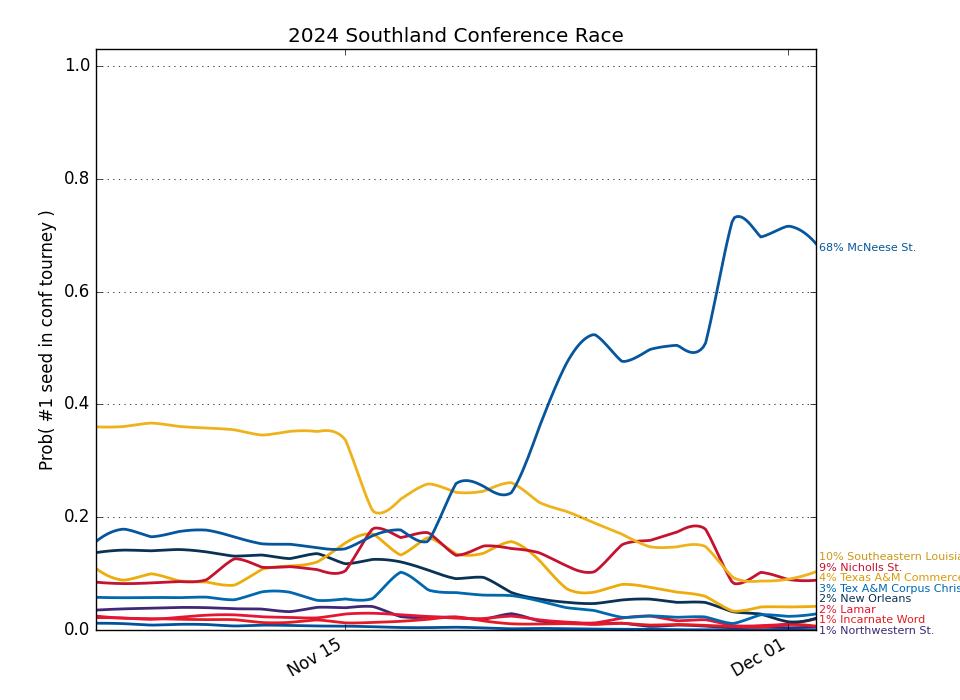 2024 Southland Conference Race
Prob( #1 seed in conf tourney )
1.0
0.8
0.6
0.4
0.2
0.0
Nov 15
Dec 01
68% McNeese St.
10% Southeastern Louisia
9% Nicholls St.
4% Texas A&M Commerce
3% Tex A&M Corpus Chris
2% New Orleans
2% Lamar
1% Incarnate Word
1% Northwestern St.